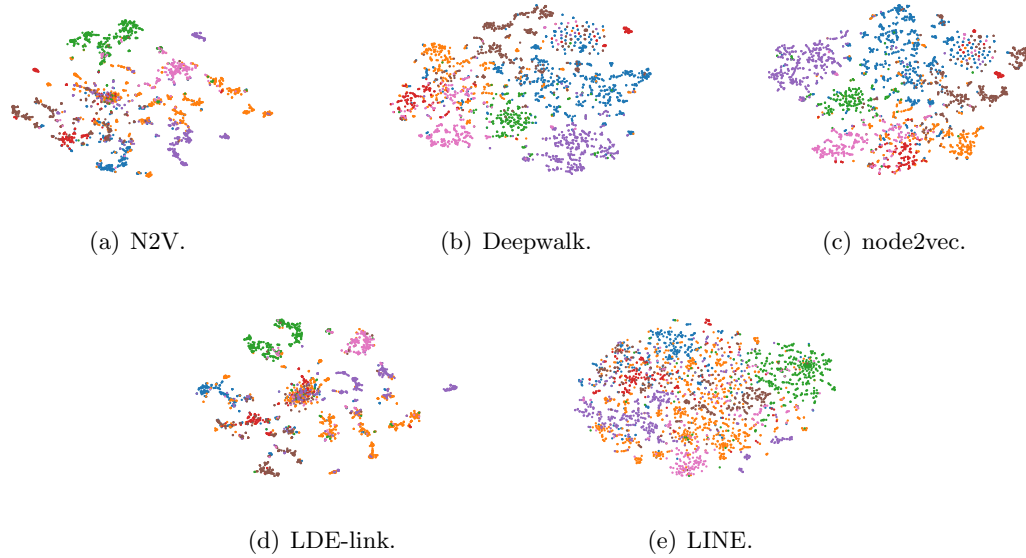 (a) N2V.
(b) Deepwalk.
(c) node2vec.
(d) LDE-link.
(e) LINE.